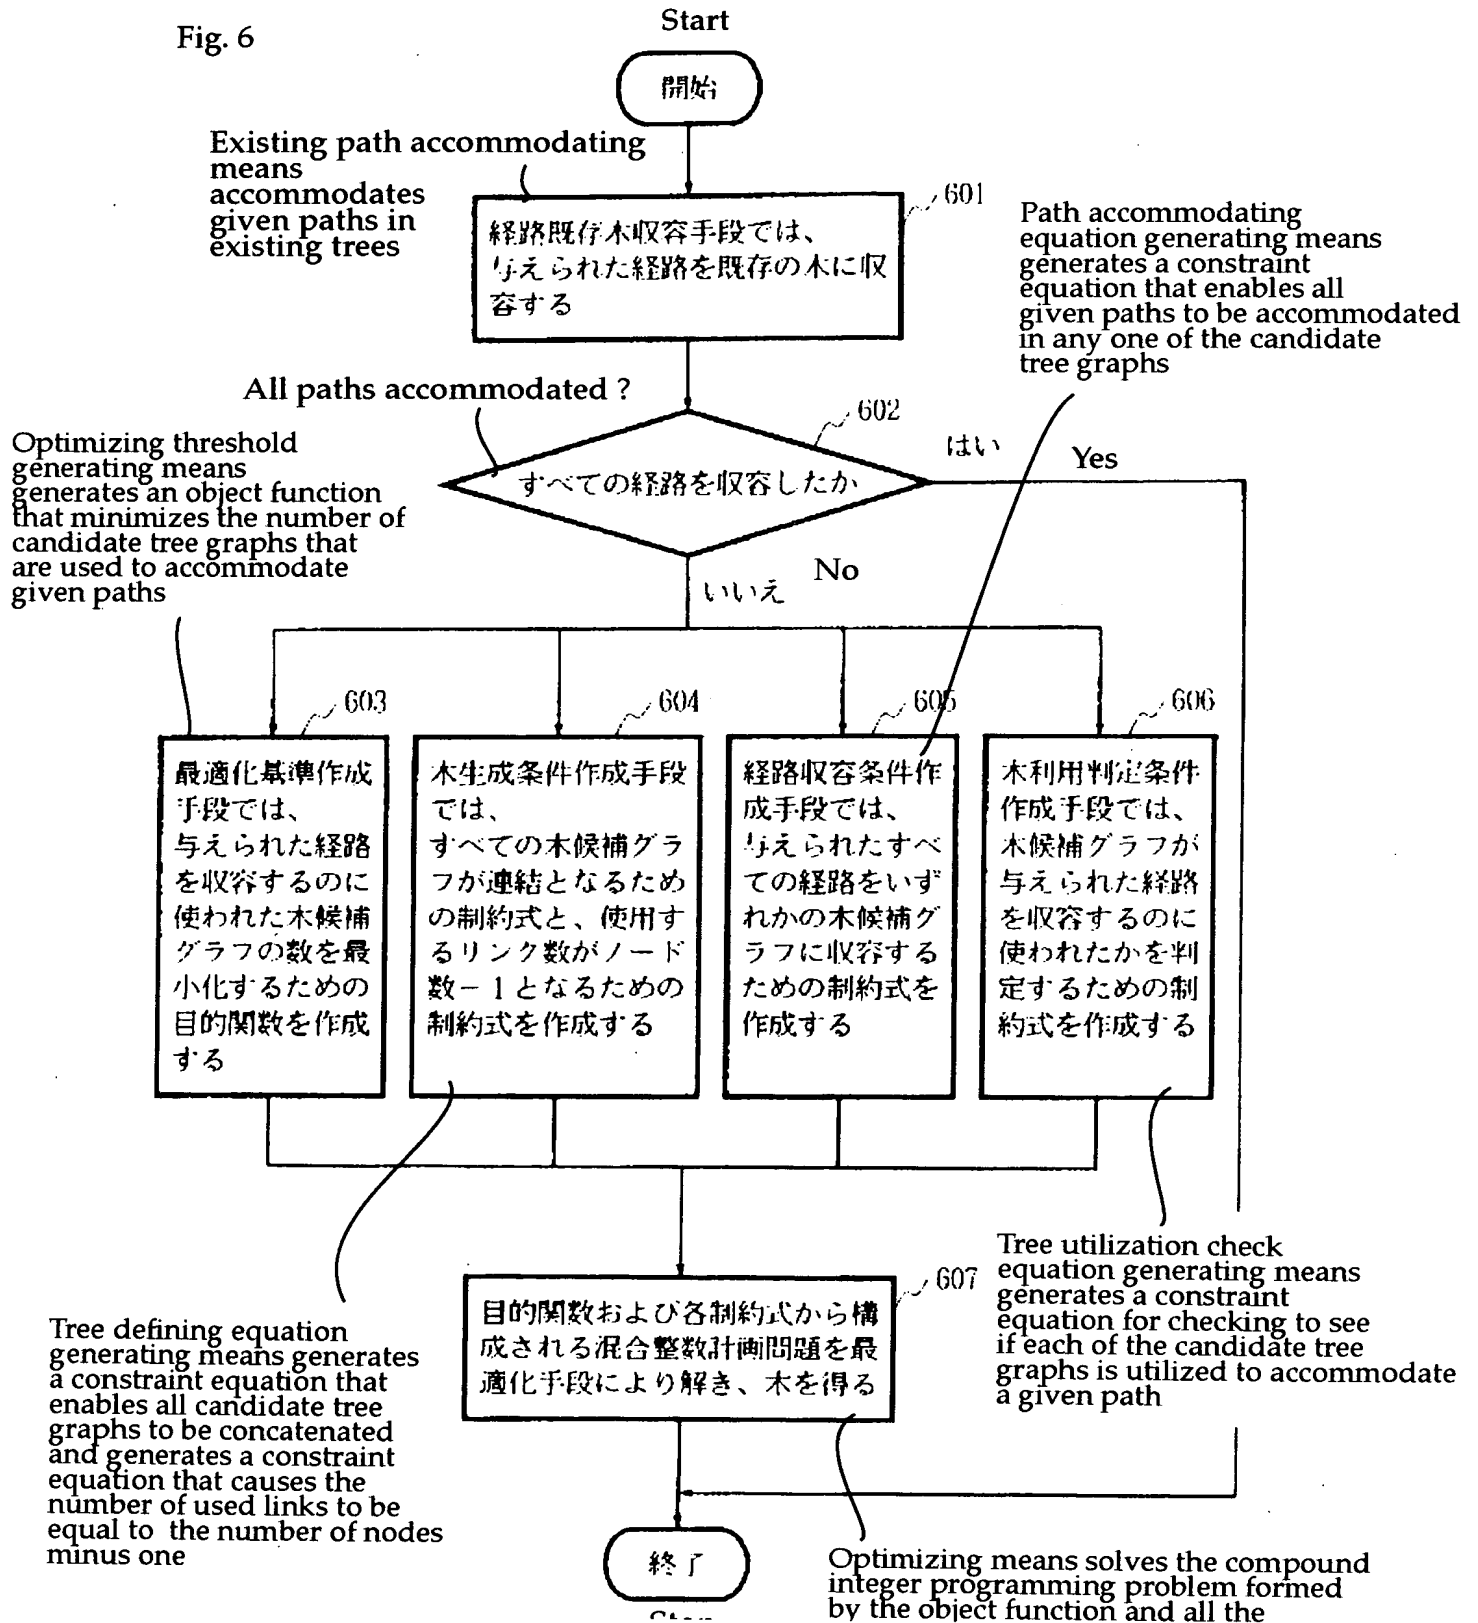 Fig. 6
Start
開始
Existing path accommodating
means
accommodates
given paths in
existing trees
601
経路既存木収容手段では、
与えられた経路を既存の木に収
容する
Path accommodating
equation generating means
generates a constraint
equation that enables all
given paths to be accommodated
in any one of the candidate
tree graphs
All paths accommodated ?
602
すべての経路を収容したか
はい
Yes
Optimizing threshold
generating means
generates an object function
that minimizes the number of
candidate tree graphs that
are used to accommodate
given paths
No
いいえ
603
最適化基準作成
手段では、
与えられた経路
を収容するのに
使われた木候補
グラフの数を最
小化するための
目的関数を作成
する
604
木生成条件作成手段
では、
すべての木候補グラ
フが連結となるため
の制約式と、使用す
るリンク数がノード
数−1となるための
制約式を作成する
605
経路収容条件作
成手段では、
与えられたすべ
ての経路をいず
れかの木候補グ
ラフに収容する
ための制約式を
作成する
606
木利用判定条件
作成手段では、
木候補グラフが
与えられた経路
を収容するのに
使われたかを判
定するための制
約式を作成する
607
目的関数および各制約式から構
成される混合整数計画問題を最
適化手段により解き、木を得る
Tree utilization check
equation generating means
generates a constraint
equation for checking to see
if each of the candidate tree
graphs is utilized to accommodate
a given path
Tree defining equation
generating means generates
a constraint equation that
enables all candidate tree
graphs to be concatenated
and generates a constraint
equation that causes the
number of used links to be
equal to the number of nodes
minus one
終了
Optimizing means solves the compound
integer programming problem formed
by the object function and all the